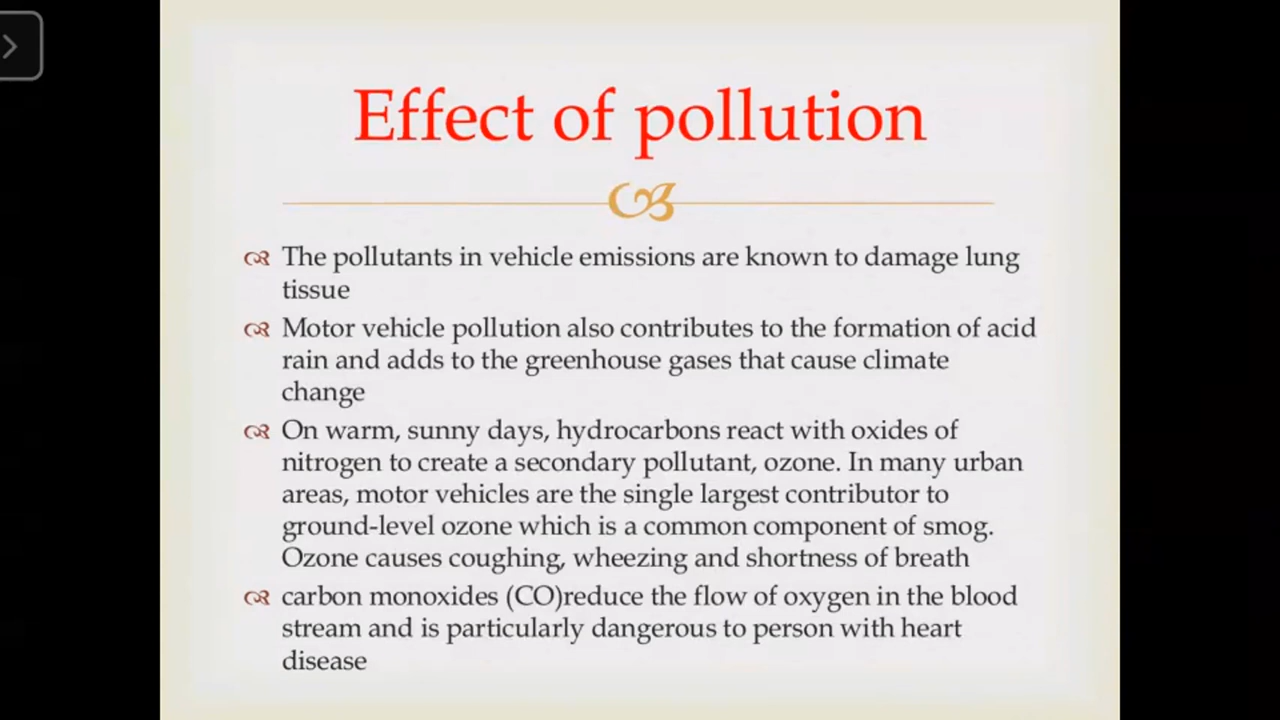 Effect of pollution
The pollutants in vehicle emissions are known to damage lung
tissue
Motor vehicle pollution also contributes to the formation of acid
rain and adds to the greenhouse gases that cause climate
change
On warm, sunny days, hydrocarbons react with oxides of
nitrogen to create a secondary pollutant, ozone. In many urban
areas, motor vehicles are the single largest contributor to
ground-level ozone which is a common component of smog.
Ozone causes coughing, wheezing and shortness of breath
carbon monoxides (CO)reduce the flow of oxygen in the blood
stream and is particularly dangerous to person with heart
disease